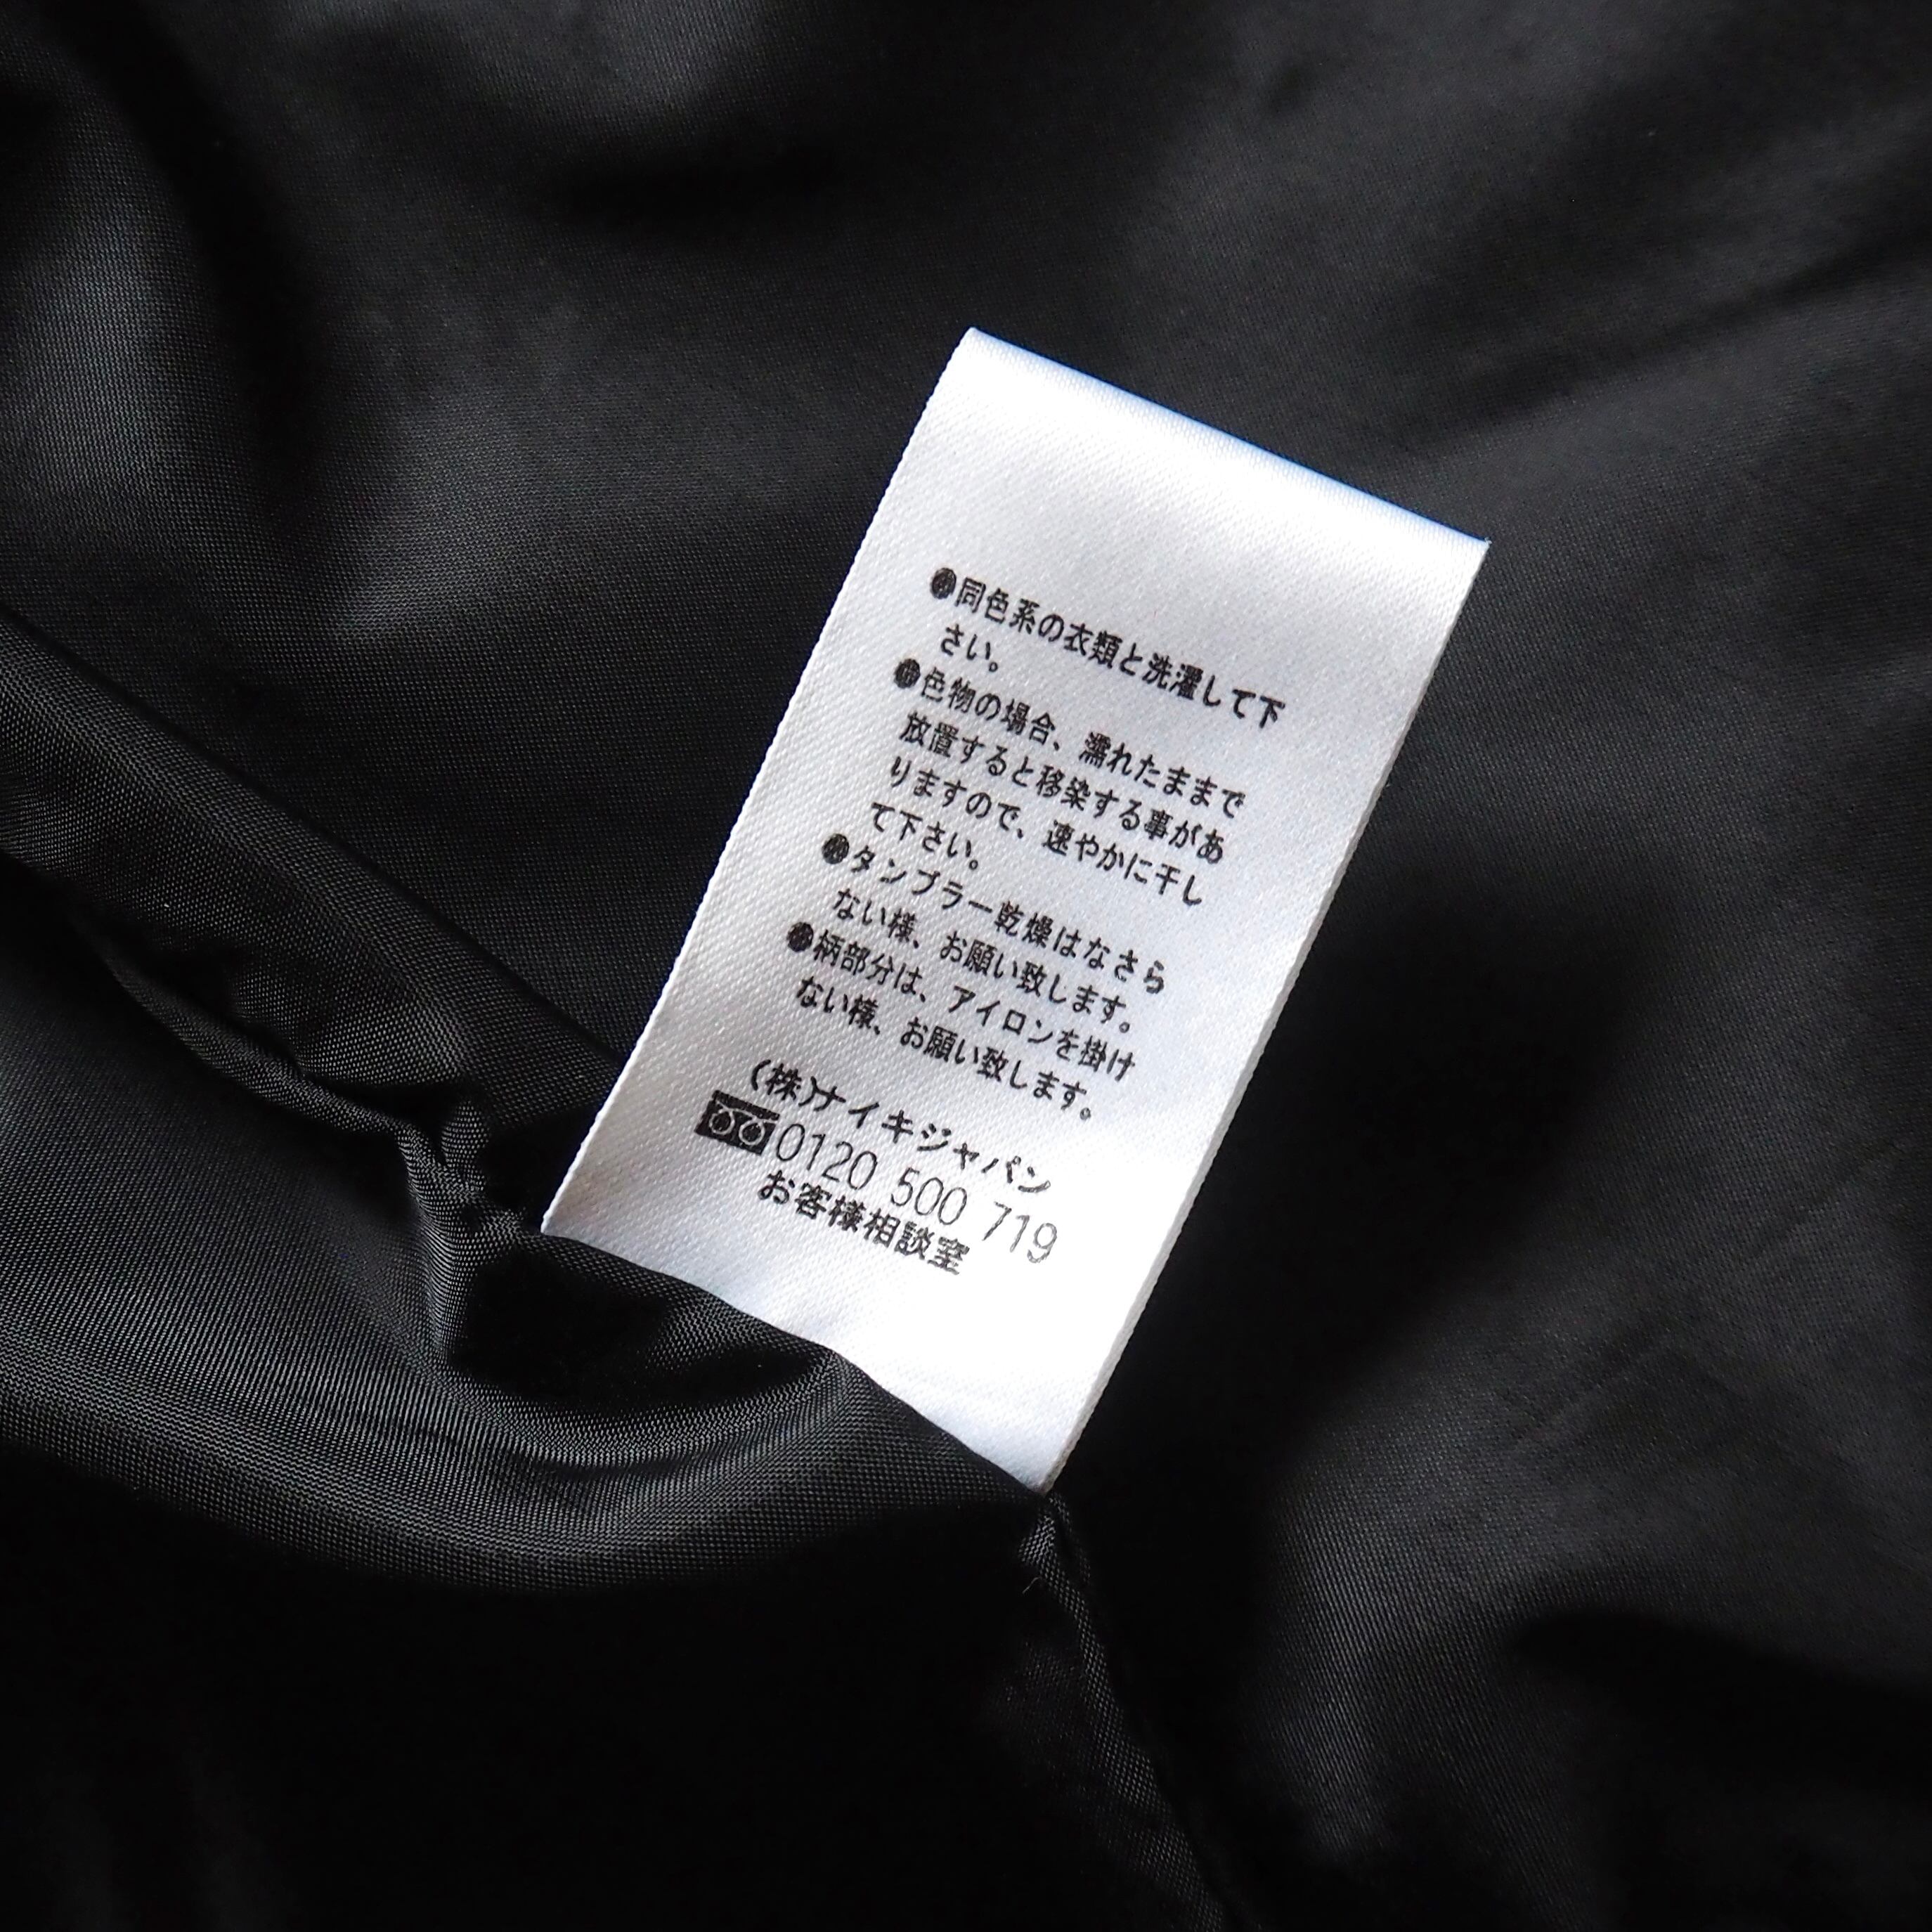 ●同色系の衣類と洗濯して下
さい。
●色物の場合、濡れたままで
放置すると移染する事があ
りますので、速やかに干し
て下さい。
●タンブラー乾燥はなさら
ない様、お願い致します。
●柄部分は、アイロンを掛け
ない様、お願い致します。
(株)ナイキジャパン
0120 500 719
お客様相談室